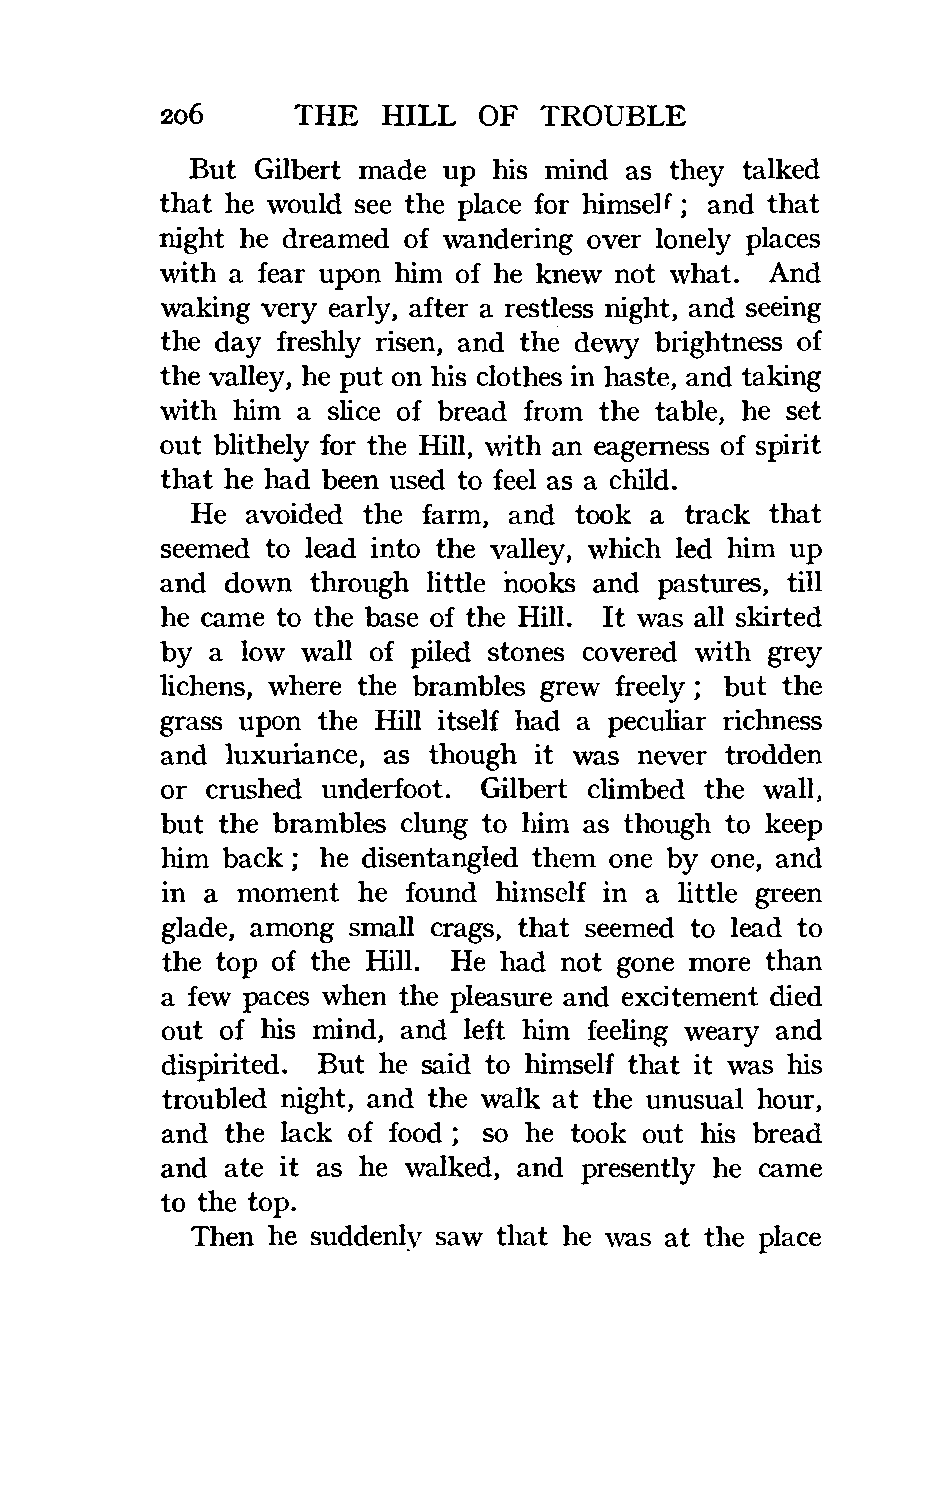 206 THE HILL OF TROUBLE
But Gilbert made up his mind as they talked
that he would see the place for himself ; and that
night he dreamed of wandering over lonely places
with a fear upon him of he knew not what. And
waking very early, after a restless night, and seeing
the day freshly risen, and the dewy brightness of
the valley, he put on his clothes in haste, and taking
with him a slice of bread from the table, he set
out blithely for the Hill, with an eagerness of spirit
that he had been used to feel as a child.
He avoided the farm, and took a track that
seemed to lead into the valley, which led him up
and down through little nooks and pastures, till
he came to the base of the Hill. It was all skirted
by a low wall of piled stones covered with grey
lichens, where the brambles grew freely ; but the
grass upon the Hill itself had a peculiar richness
and luxuriance, as though it was never trodden
or crushed underfoot. Gilbert climbed the wall,
but the brambles clung to him as though to keep
him back ; he disentangled them one by one, and
in a moment he found himself in a little green
glade, among small crags, that seemed to lead to
the top of the Hill. He had not gone more than
a few paces when the pleasure and excitement died
out of his mind, and left him feeling weary and
dispirited. But he said to himself that it was his
troubled night, and the walk at the unusual hour,
and the lack of food ; so he took out his bread
and ate it as he walked, and presently he came
to the top.
Then he suddenly saw that he was at the place